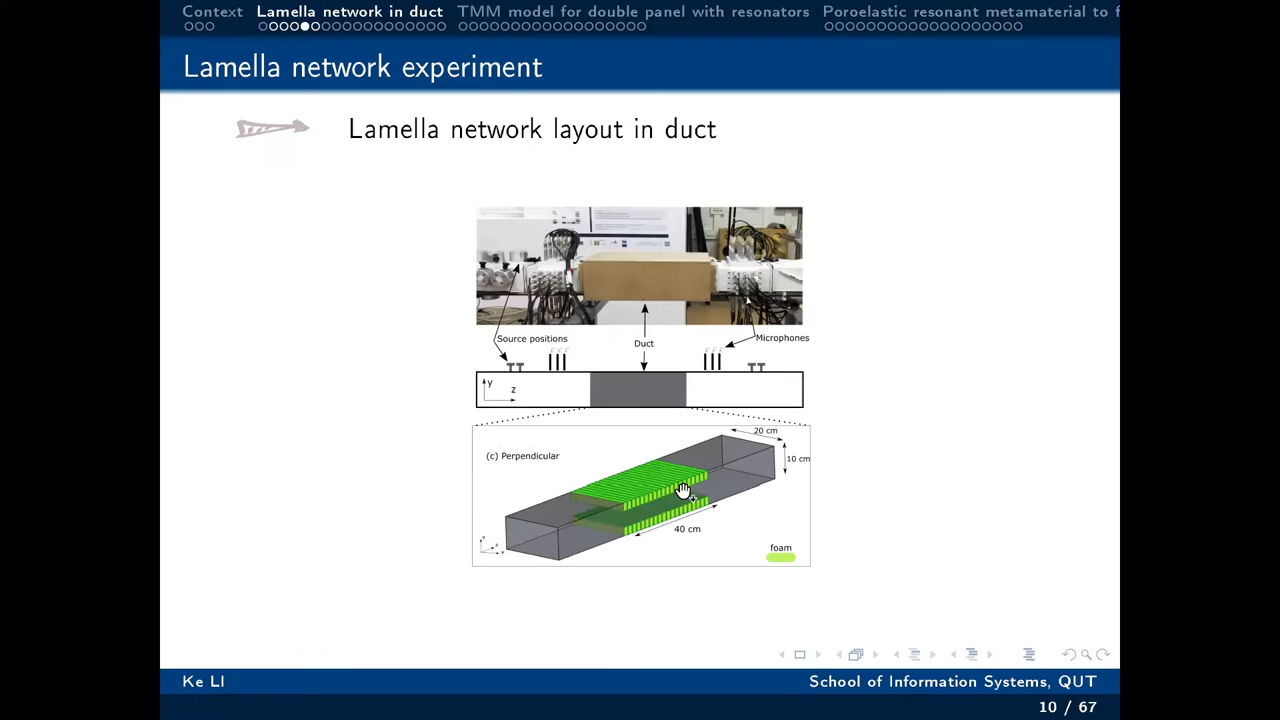 Context Lamella network in duct TMM model for double panel with resonators Poroelastic resonant metamaterial to f
Lamella network experiment
Lamella network layout in duct
Source positions
Duct
Microphones
y
z
20 cm
(c) Perpendicular
10 cm
40 cm
foam
Ke LI School of Information Systems, QUT
10 / 67